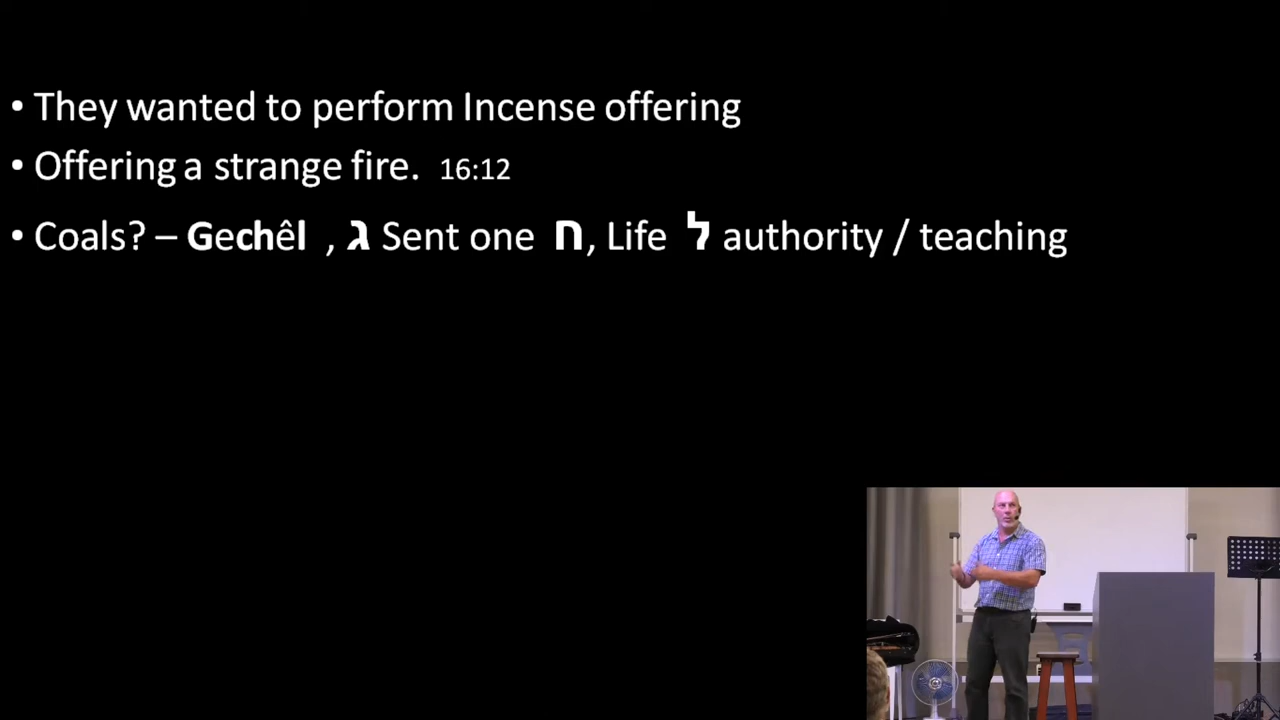 • They wanted to perform Incense offering
• Offering a strange fire. 16:12
• Coals? – Gechêl , ג Sent one ח, Life ל authority / teaching